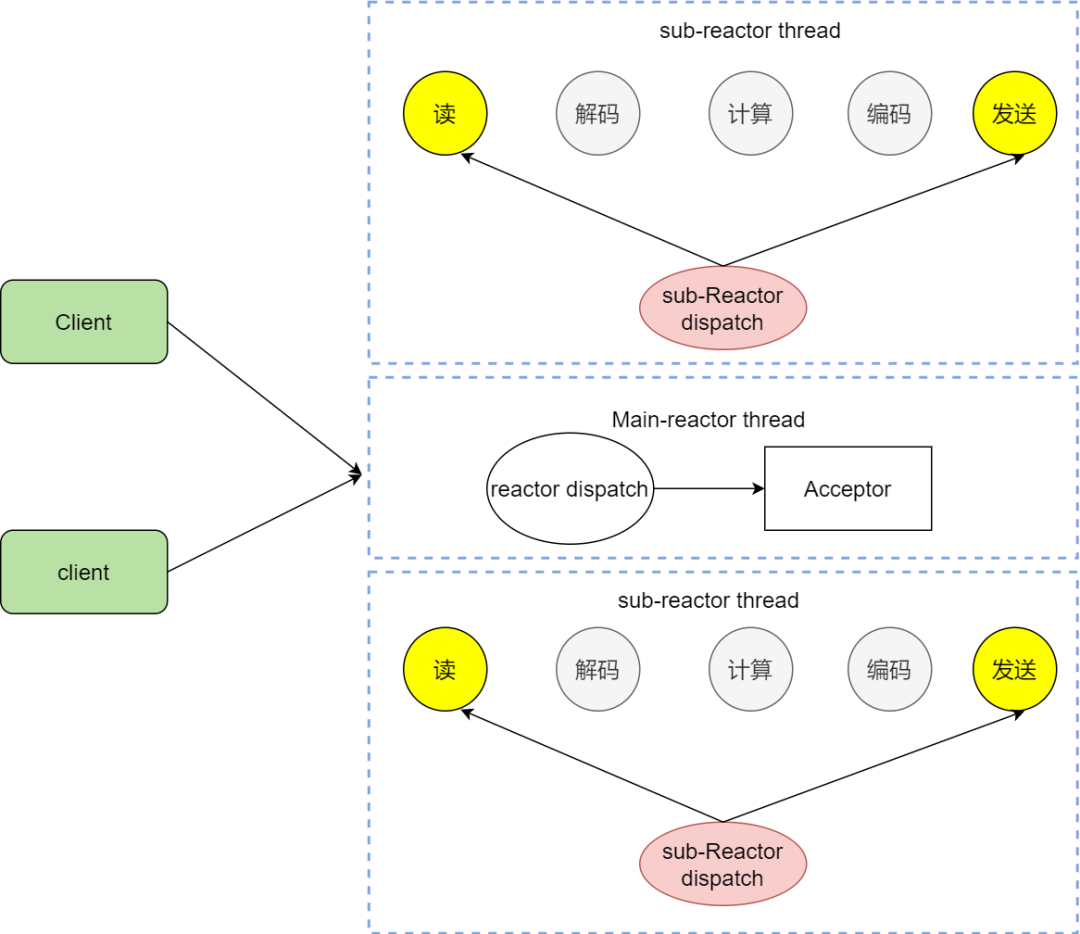 sub-reactor thread
读 解码 计算 编码 发送
sub-Reactor
dispatch
Client
Main-reactor thread
reactor dispatch
Acceptor
client
sub-reactor thread
读 解码 计算 编码 发送
sub-Reactor
dispatch